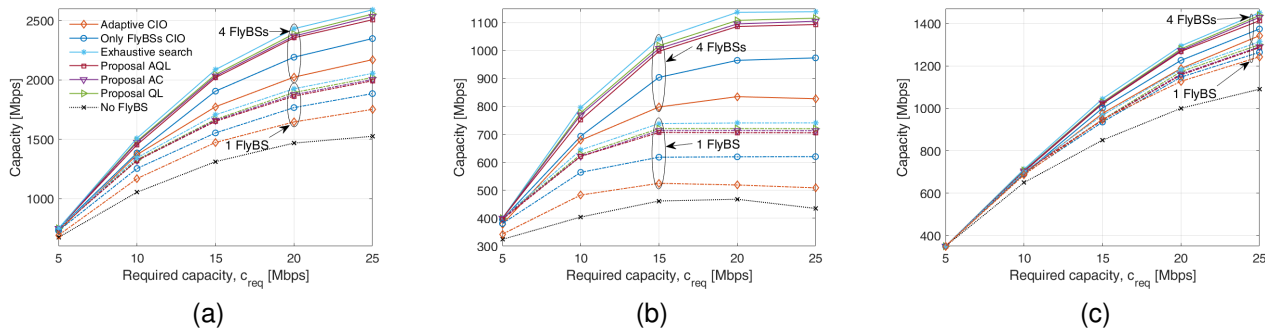 2500
2000
1500
1000
Capacity [Mbps]
Adaptive CIO
Only FlyBSs CIO
Exhaustive search
Proposal AQL
Proposal AC
Proposal QL
No FlyBS
4 FlyBSs
1 FlyBS
5 10 15 20 25
Required capacity, c_req [Mbps]
(a)
1100
1000
900
800
700
600
500
400
300
Capacity [Mbps]
4 FlyBSs
1 FlyBS
5 10 15 20 25
Required capacity, c_req [Mbps]
(b)
1400
1200
1000
800
600
400
Capacity [Mbps]
4 FlyBSs
1 FlyBS
5 10 15 20 25
Required capacity, c_req [Mbps]
(c)